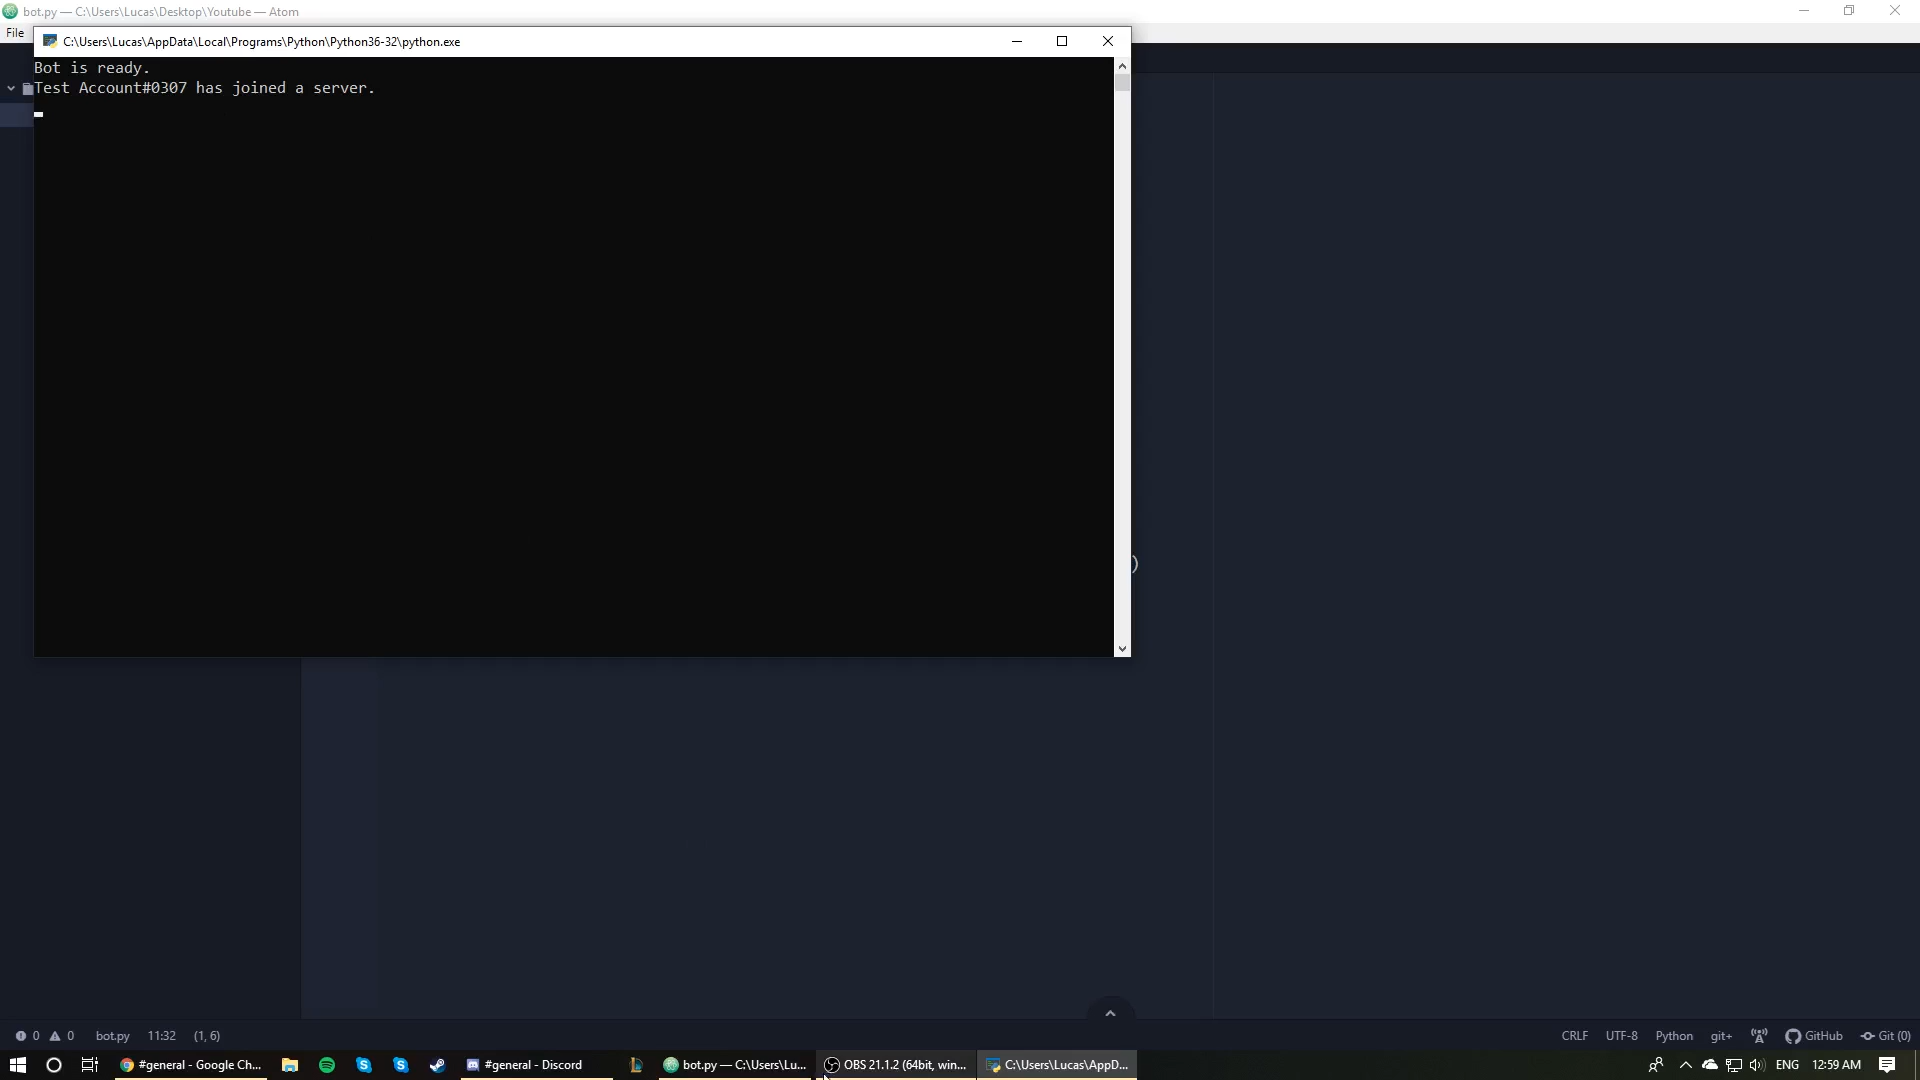 bot.py — C:\Users\Lucas\Desktop\Youtube — Atom
File
C:\Users\Lucas\AppData\Local\Programs\Python\Python36-32\python.exe
Bot is ready.
Test Account#0307 has joined a server.
)
0 0 bot.py 11:32 (1, 6)
CRLF UTF-8 Python git+ GitHub Git (0)
#general - Google Ch...
#general - Discord
bot.py — C:\Users\Lu...
OBS 21.1.2 (64bit, win...
C:\Users\Lucas\AppD...
ENG 12:59 AM